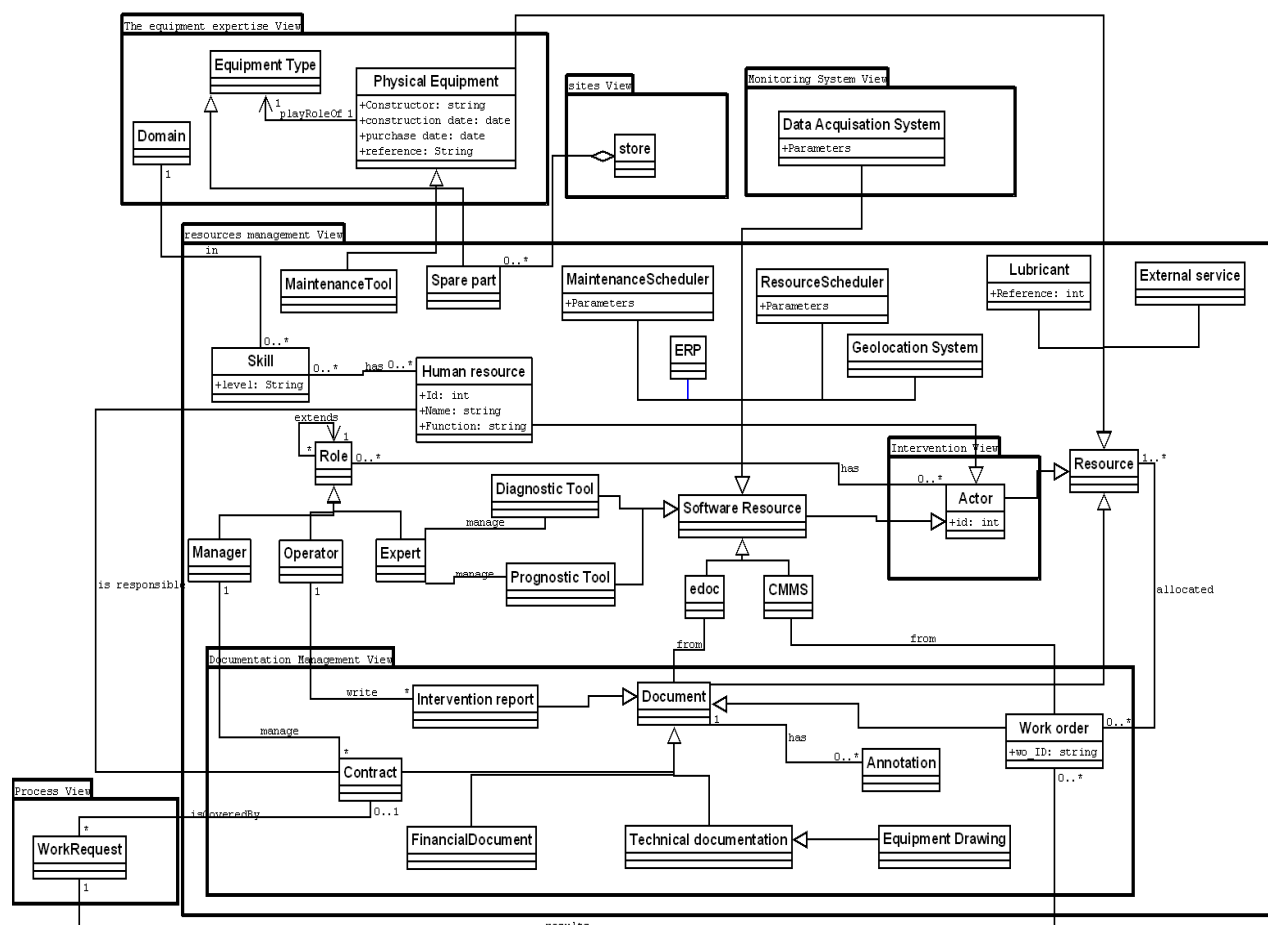 The equipment expertise View
Equipment Type
Physical Equipment
+Constructor: string
+construction date: date
+purchase date: date
+reference: String
1
playRoleOf 1
Domain
1
sites View
store
Monitoring System View
Data Acquisation System
+Parameters
resources management View
in
MaintenanceTool
Spare part
0..*
MaintenanceScheduler
+Parameters
ResourceScheduler
+Parameters
Lubricant
+Reference: int
External service
ERP
Geolocation System
0..*
Skill
+level: String
0..*
has
0..*
Human resource
+Id: int
+Name: string
+Function: string
extends
1
*
Role
0..*
has
Intervention View
0..*
Actor
+id: int
Resource
1..*
Diagnostic Tool
manage
Software Resource
Manager
1
Operator
1
Expert
manage
Prognostic Tool
is responsible
edoc
CMMS
allocated
from
from
Documentation Management View
write
*
Intervention report
Document
1
has
0..*
Annotation
Work order
+wo_ID: string
0..*
0..*
manage
*
Contract
0..1
isCoveredBy
Process View
*
WorkRequest
1
FinancialDocument
Technical documentation
Equipment Drawing
results